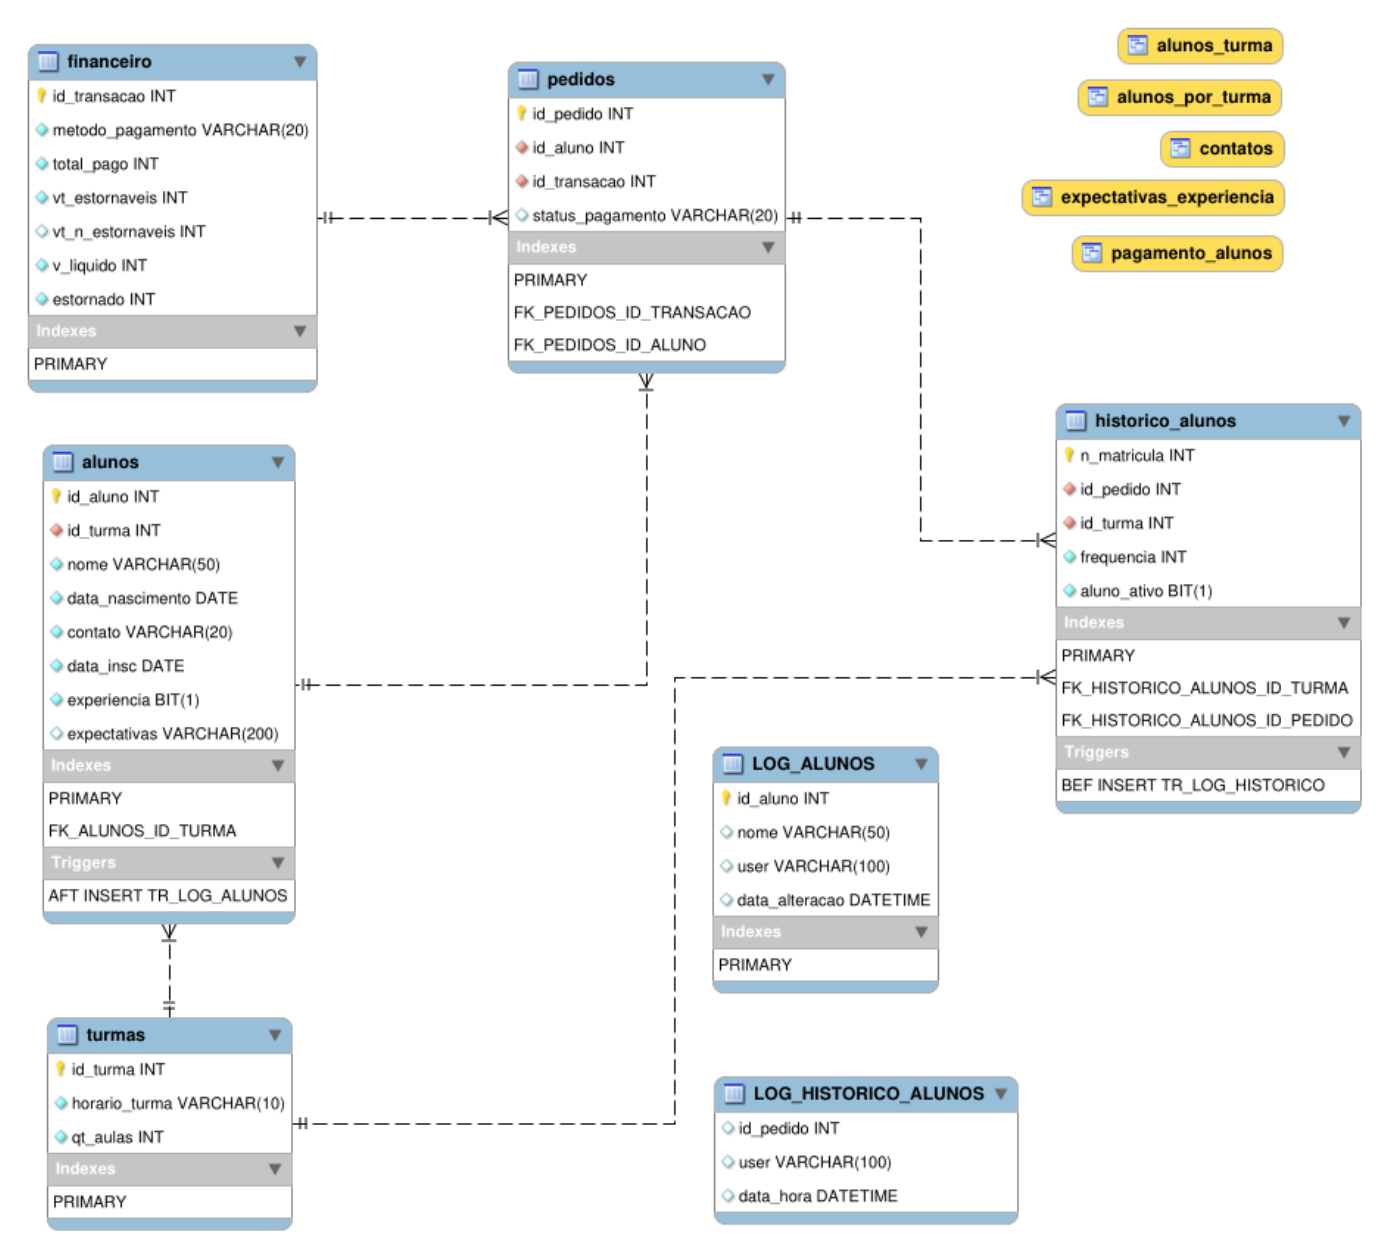 financeiro
id_transacao INT
metodo_pagamento VARCHAR(20)
total_pago INT
vt_estornaveis INT
vt_n_estornaveis INT
v_liquido INT
estornado INT
Indexes
PRIMARY
pedidos
id_pedido INT
id_aluno INT
id_transacao INT
status_pagamento VARCHAR(20)
Indexes
PRIMARY
FK_PEDIDOS_ID_TRANSACAO
FK_PEDIDOS_ID_ALUNO
alunos_turma
alunos_por_turma
contatos
expectativas_experiencia
pagamento_alunos
historico_alunos
n_matricula INT
id_pedido INT
id_turma INT
frequencia INT
aluno_ativo BIT(1)
Indexes
PRIMARY
FK_HISTORICO_ALUNOS_ID_TURMA
FK_HISTORICO_ALUNOS_ID_PEDIDO
Triggers
BEF INSERT TR_LOG_HISTORICO
alunos
id_aluno INT
id_turma INT
nome VARCHAR(50)
data_nascimento DATE
contato VARCHAR(20)
data_insc DATE
experiencia BIT(1)
expectativas VARCHAR(200)
Indexes
PRIMARY
FK_ALUNOS_ID_TURMA
Triggers
AFT INSERT TR_LOG_ALUNOS
LOG_ALUNOS
id_aluno INT
nome VARCHAR(50)
user VARCHAR(100)
data_alteracao DATETIME
Indexes
PRIMARY
turmas
id_turma INT
horario_turma VARCHAR(10)
qt_aulas INT
Indexes
PRIMARY
LOG_HISTORICO_ALUNOS
id_pedido INT
user VARCHAR(100)
data_hora DATETIME